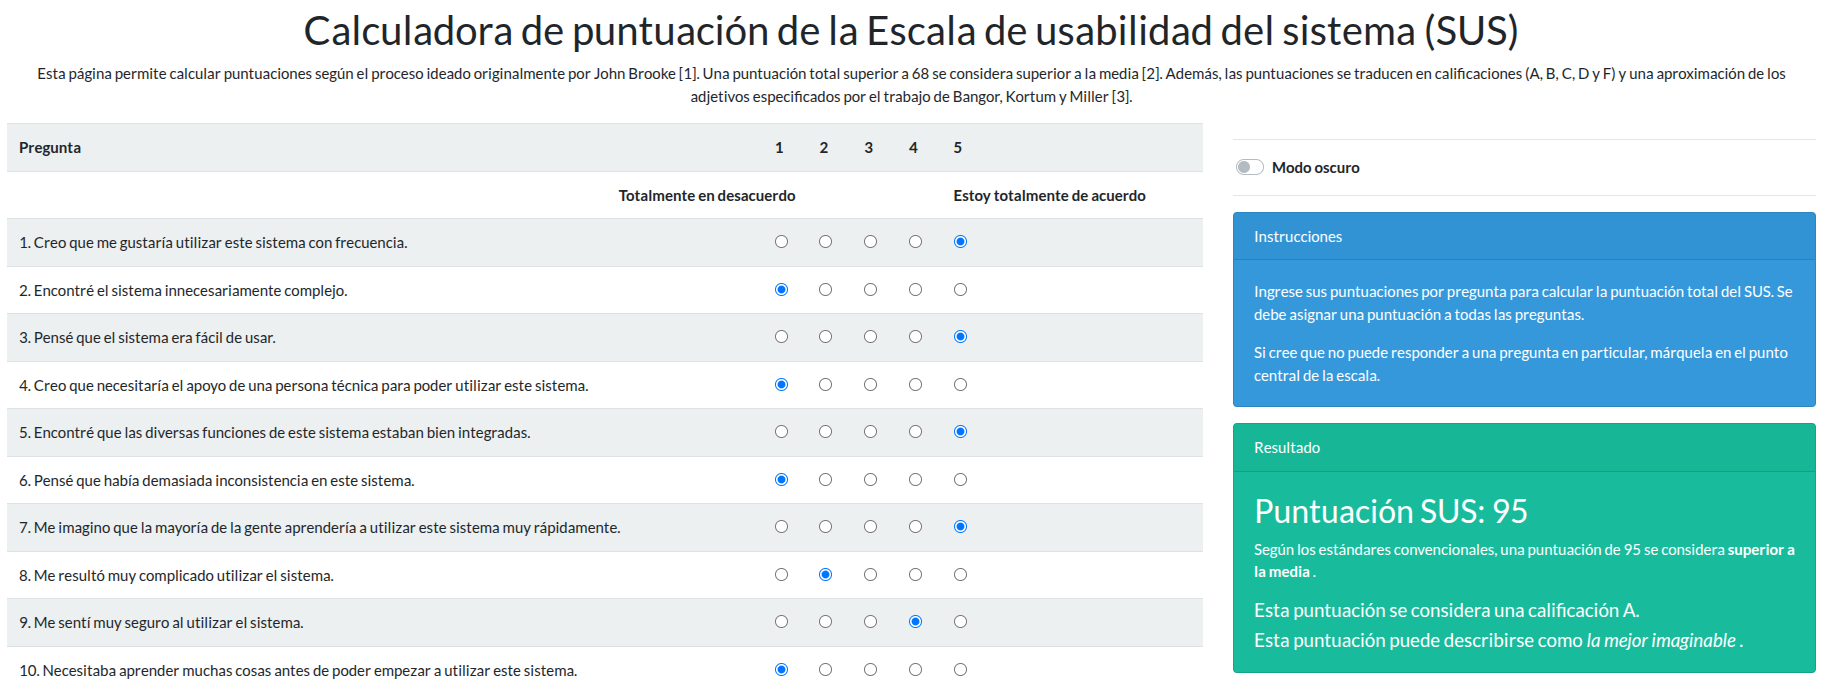 Calculadora de puntuación de la Escala de usabilidad del sistema (SUS)
Esta página permite calcular puntuaciones según el proceso ideado originalmente por John Brooke [1]. Una puntuación total superior a 68 se considera superior a la media [2]. Además, las puntuaciones se traducen en calificaciones (A, B, C, D y F) y una aproximación de los
adjetivos especificados por el trabajo de Bangor, Kortum y Miller [3].
Pregunta 1 2 3 4 5
Totalmente en desacuerdo Estoy totalmente de acuerdo
1. Creo que me gustaría utilizar este sistema con frecuencia.
2. Encontré el sistema innecesariamente complejo.
3. Pensé que el sistema era fácil de usar.
4. Creo que necesitaría el apoyo de una persona técnica para poder utilizar este sistema.
5. Encontré que las diversas funciones de este sistema estaban bien integradas.
6. Pensé que había demasiada inconsistencia en este sistema.
7. Me imagino que la mayoría de la gente aprendería a utilizar este sistema muy rápidamente.
8. Me resultó muy complicado utilizar el sistema.
9. Me sentí muy seguro al utilizar el sistema.
10. Necesitaba aprender muchas cosas antes de poder empezar a utilizar este sistema.
Modo oscuro
Instrucciones
Ingrese sus puntuaciones por pregunta para calcular la puntuación total del SUS. Se
debe asignar una puntuación a todas las preguntas.
Si cree que no puede responder a una pregunta en particular, márquela en el punto
central de la escala.
Resultado
Puntuación SUS: 95
Según los estándares convencionales, una puntuación de 95 se considera superior a
la media .
Esta puntuación se considera una calificación A.
Esta puntuación puede describirse como la mejor imaginable .